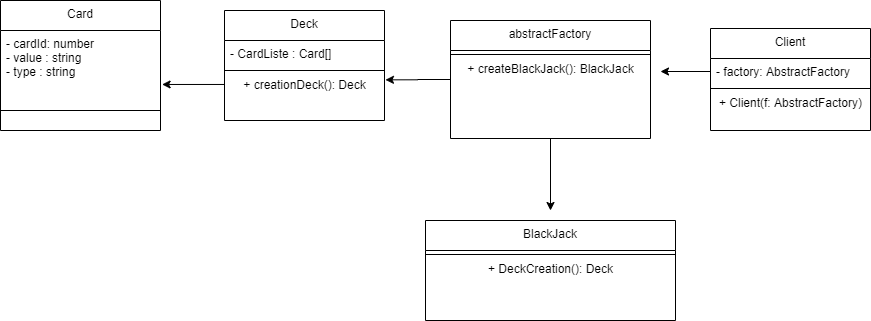 Card
- cardId: number
- value : string
- type : string
Deck
- CardListe : Card[]
+ creationDeck(): Deck
abstractFactory
+ createBlackJack(): BlackJack
Client
- factory: AbstractFactory
+ Client(f: AbstractFactory)
BlackJack
+ DeckCreation(): Deck